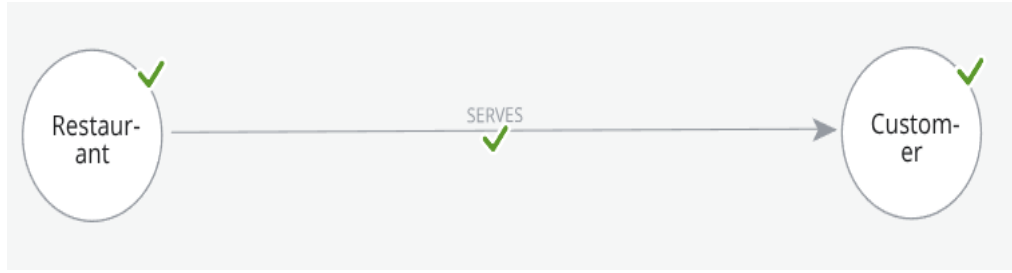 Restaur-
ant
SERVES
Custom-
er